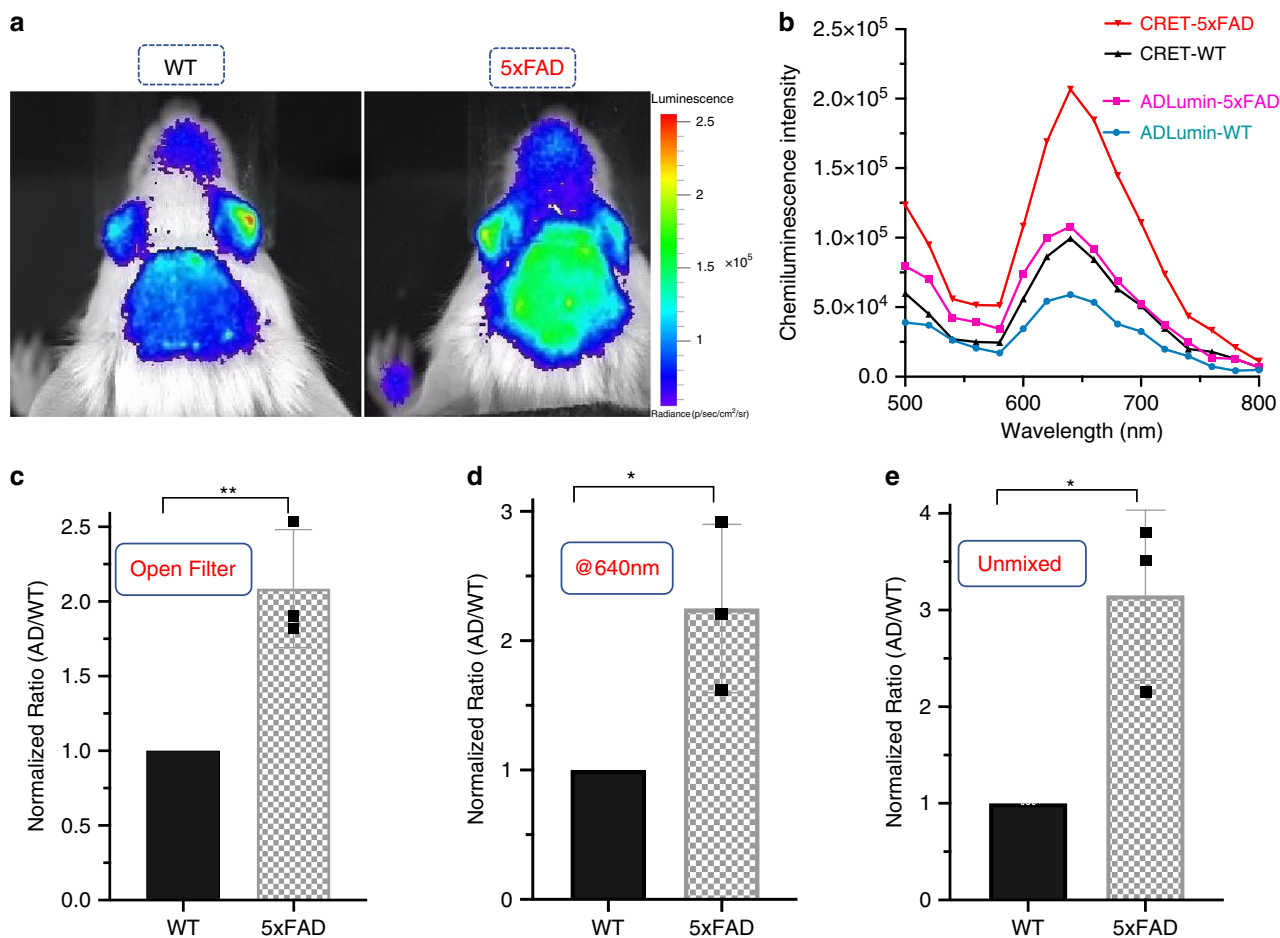 a
WT
5xFAD
Luminescence
2.5
2
1.5
×10⁵
1
Radiance (p/sec/cm²/sr)
b
CRET-5xFAD
CRET-WT
ADLumin-5xFAD
ADLumin-WT
Chemiluminescence intensity
2.5×10⁵
2.0×10⁵
1.5×10⁵
1.0×10⁵
5.0×10⁴
0.0
500
600
700
800
Wavelength (nm)
c
**
Open Filter
Normalized Ratio (AD/WT)
2.5
2.0
1.5
1.0
0.5
0.0
WT
5xFAD
d
*
@640nm
Normalized Ratio (AD/WT)
3
2
1
0
WT
5xFAD
e
*
Unmixed
Normalized Ratio (AD/WT)
4
3
2
1
0
WT
5xFAD